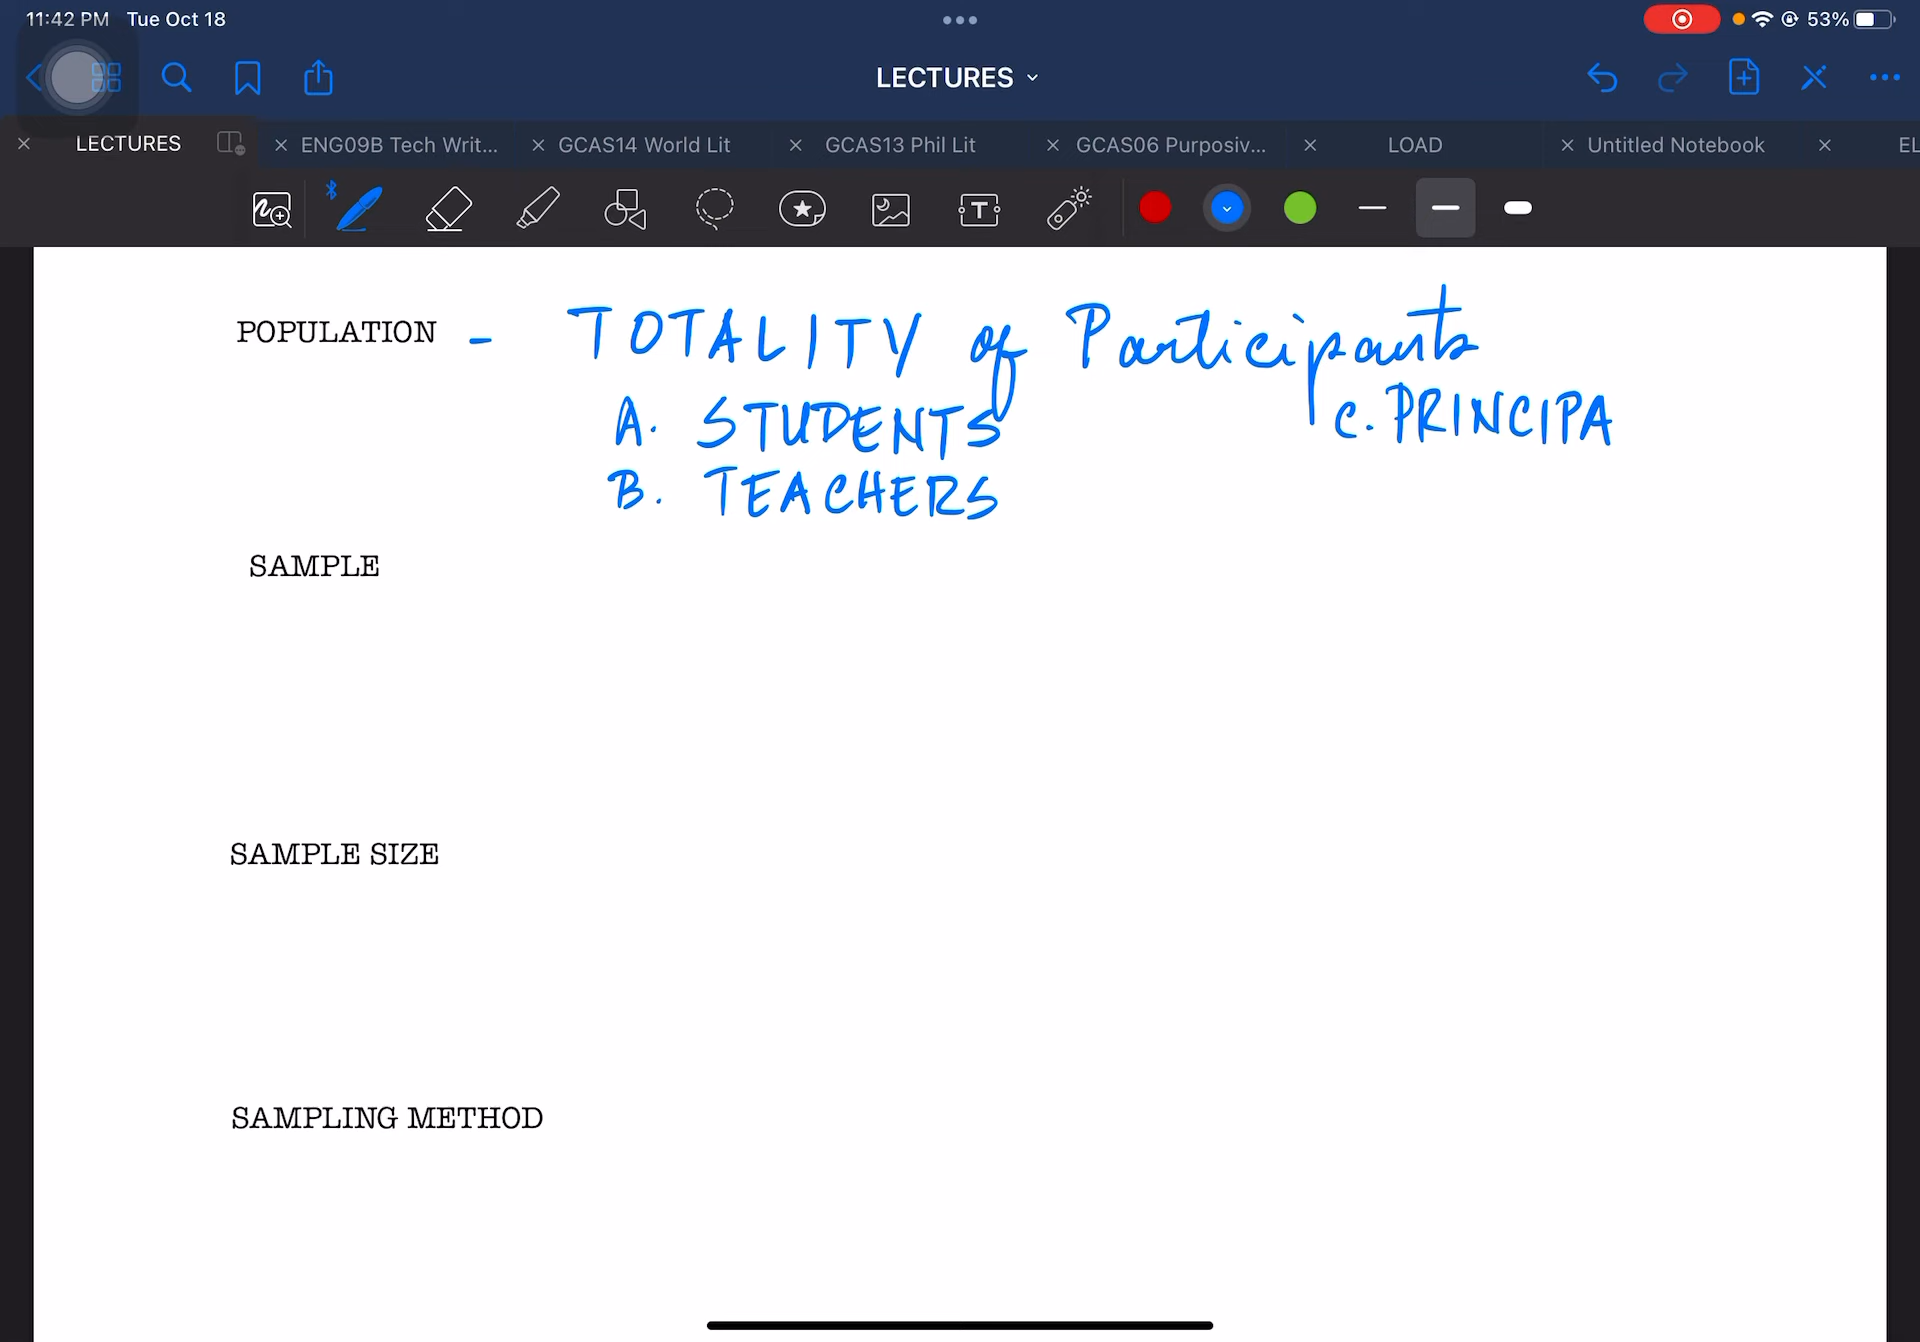 11:42 PM Tue Oct 18
53%
LECTURES
LECTURES
ENG09B Tech Writ...
GCAS14 World Lit
GCAS13 Phil Lit
GCAS06 Purposiv...
LOAD
Untitled Notebook
EL
POPULATION - TOTALITY of Participants
A. STUDENTS C. PRINCIPA
B. TEACHERS
SAMPLE
SAMPLE SIZE
SAMPLING METHOD